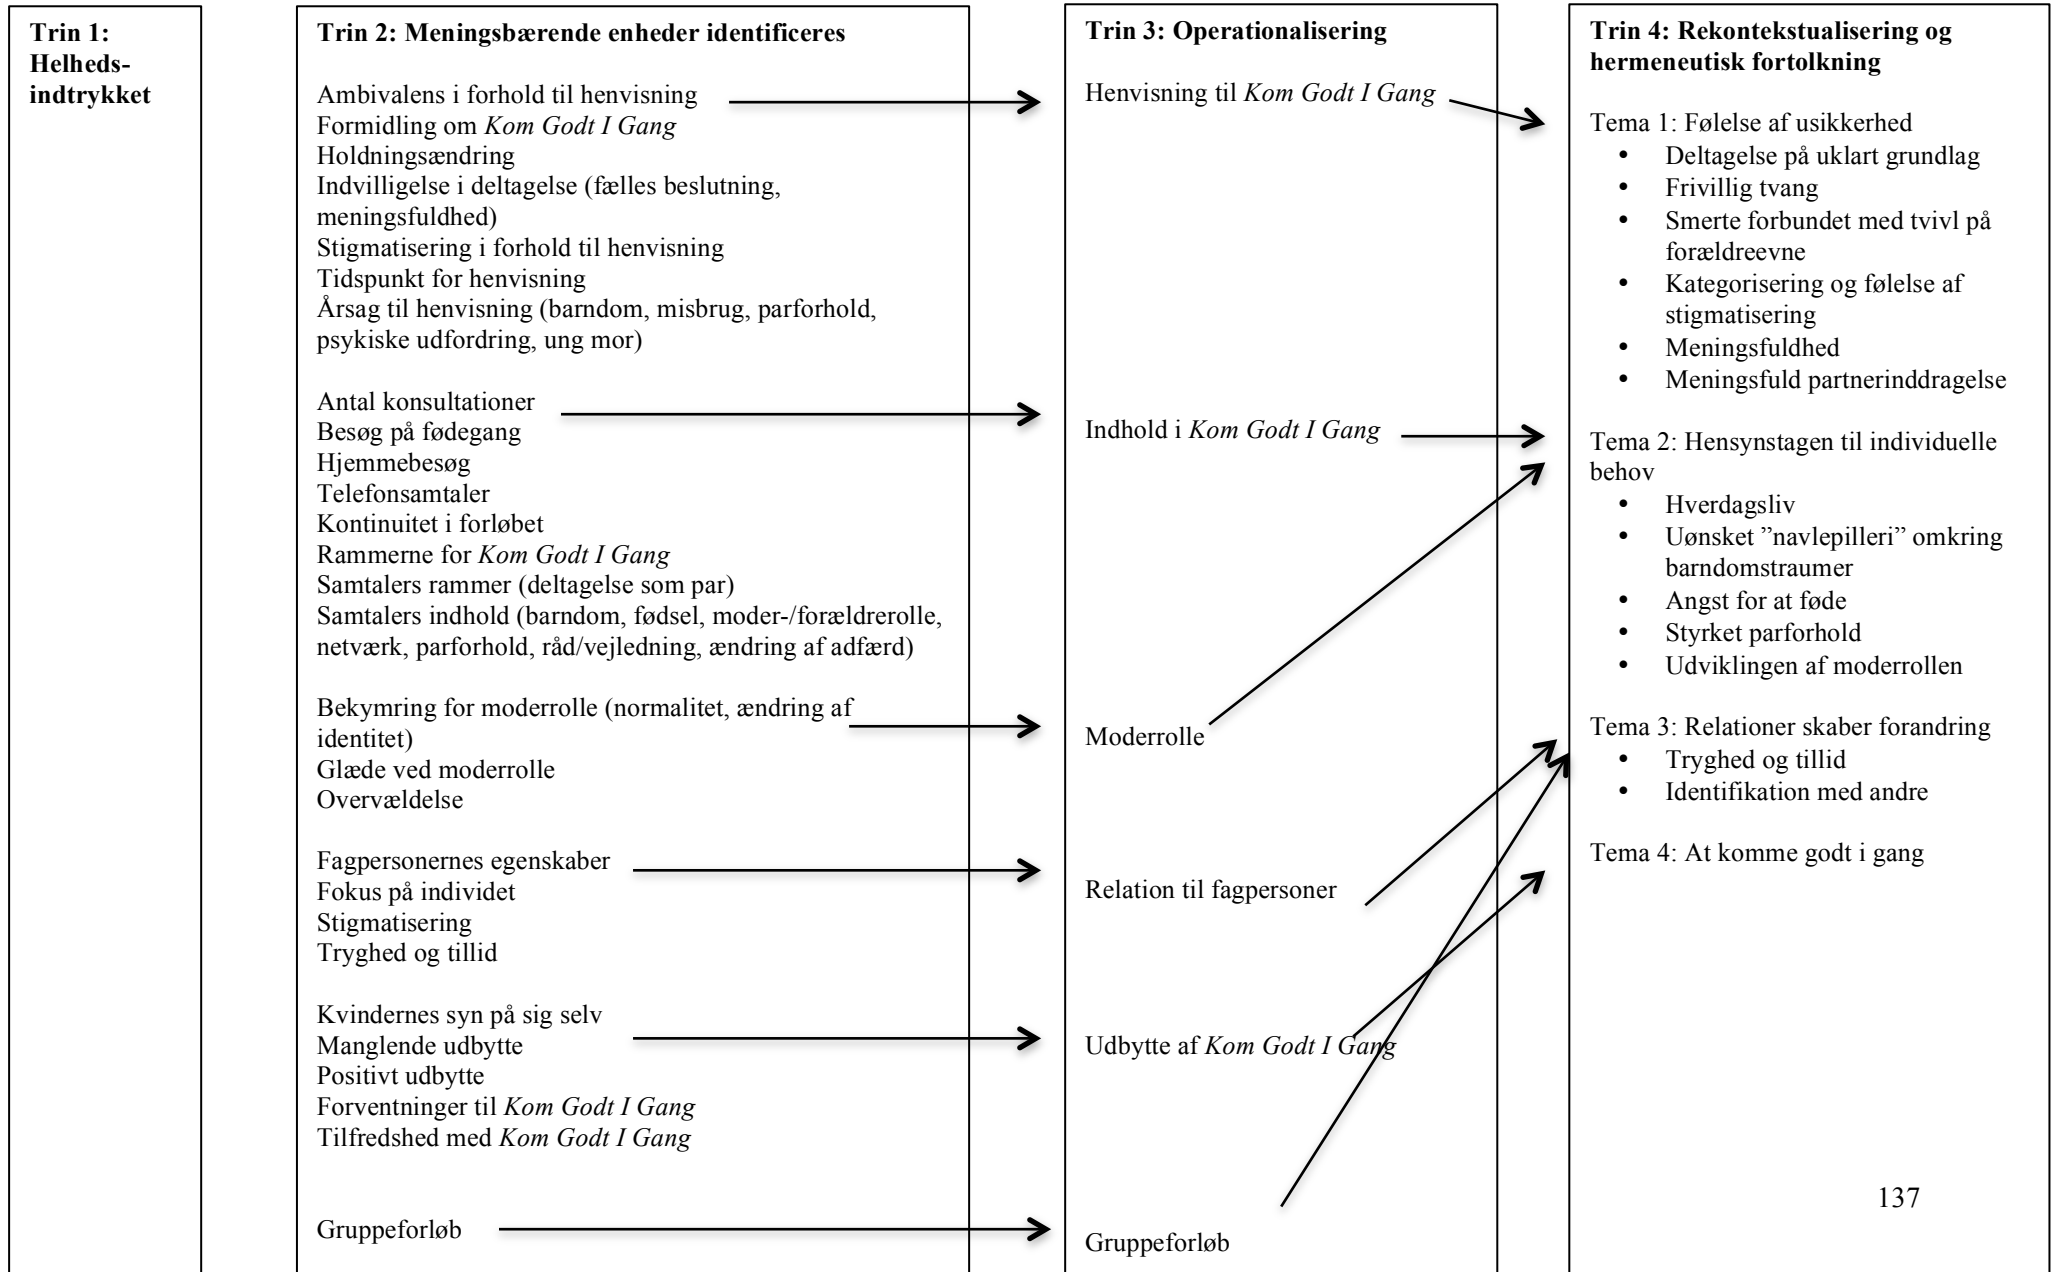 Trin 1:
Helheds-
indtrykket
Trin 2: Meningsbærende enheder identificeres
Ambivalens i forhold til henvisning
Formidling om Kom Godt I Gang
Holdningsændring
Indvilligelse i deltagelse (fælles beslutning,
meningsfuldhed)
Stigmatisering i forhold til henvisning
Tidspunkt for henvisning
Årsag til henvisning (barndom, misbrug, parforhold,
psykiske udfordring, ung mor)
Antal konsultationer
Besøg på fødegang
Hjemmebesøg
Telefonsamtaler
Kontinuitet i forløbet
Rammerne for Kom Godt I Gang
Samtalers rammer (deltagelse som par)
Samtalers indhold (barndom, fødsel, moder-/forældrerolle,
netværk, parforhold, råd/vejledning, ændring af adfærd)
Bekymring for moderrolle (normalitet, ændring af
identitet)
Glæde ved moderrolle
Overvældelse
Fagpersonernes egenskaber
Fokus på individet
Stigmatisering
Tryghed og tillid
Kvindernes syn på sig selv
Manglende udbytte
Positivt udbytte
Forventninger til Kom Godt I Gang
Tilfredshed med Kom Godt I Gang
Gruppeforløb
Trin 3: Operationalisering
Henvisning til Kom Godt I Gang
Indhold i Kom Godt I Gang
Moderrolle
Relation til fagpersoner
Udbytte af Kom Godt I Gang
Gruppeforløb
Trin 4: Rekontekstualisering og
hermeneutisk fortolkning
Tema 1: Følelse af usikkerhed
• Deltagelse på uklart grundlag
• Frivillig tvang
• Smerte forbundet med tvivl på
forældreevne
• Kategorisering og følelse af
stigmatisering
• Meningsfuldhed
• Meningsfuld partnerinddragelse
Tema 2: Hensynstagen til individuelle
behov
• Hverdagsliv
• Uønsket ”navlepilleri” omkring
barndomstraumer
• Angst for at føde
• Styrket parforhold
• Udviklingen af moderrollen
Tema 3: Relationer skaber forandring
• Tryghed og tillid
• Identifikation med andre
Tema 4: At komme godt i gang
137